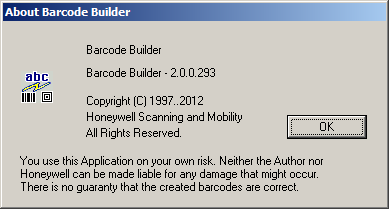 About Barcode Builder
abc
Barcode Builder
Barcode Builder - 2.0.0.293
Copyright (C) 1997..2012
Honeywell Scanning and Mobility
All Rights Reserved.
OK
You use this Application on your own risk. Neither the Author nor
Honeywell can be made liable for any damage that might occur.
There is no guaranty that the created barcodes are correct.